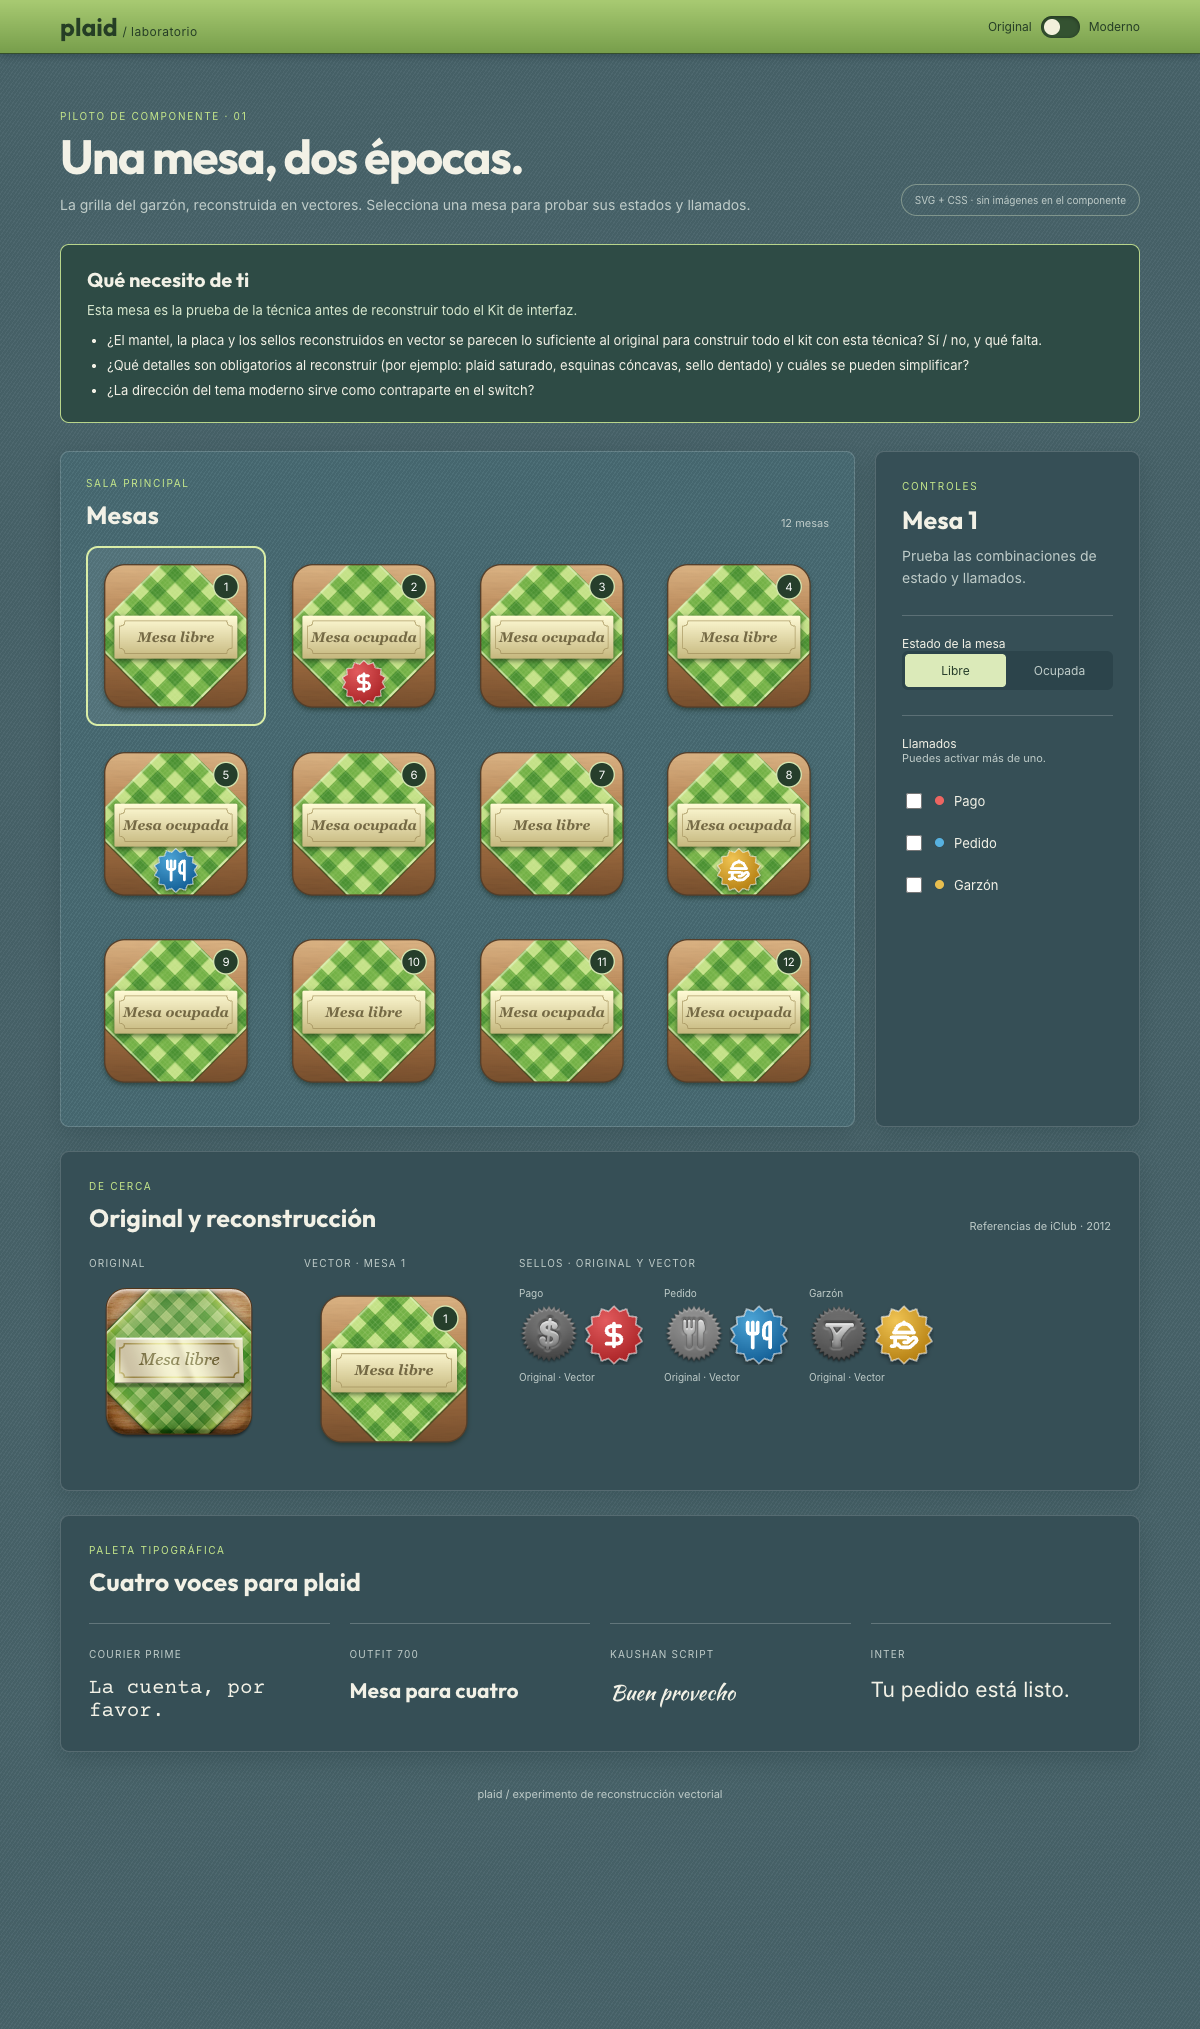 plaid / laboratorio
Original Moderno
PILOTO DE COMPONENTE · 01
Una mesa, dos épocas.
La grilla del garzón, reconstruida en vectores. Selecciona una mesa para probar sus estados y llamados.
SVG + CSS · sin imágenes en el componente
Qué necesito de ti
Esta mesa es la prueba de la técnica antes de reconstruir todo el Kit de interfaz.
• ¿El mantel, la placa y los sellos reconstruidos en vector se parecen lo suficiente al original para construir todo el kit con esta técnica? Sí / no, y qué falta.
• ¿Qué detalles son obligatorios al reconstruir (por ejemplo: plaid saturado, esquinas cóncavas, sello dentado) y cuáles se pueden simplificar?
• ¿La dirección del tema moderno sirve como contraparte en el switch?
SALA PRINCIPAL
Mesas
12 mesas
1
Mesa libre
2
Mesa ocupada
$
3
Mesa ocupada
4
Mesa libre
5
Mesa ocupada
6
Mesa ocupada
7
Mesa libre
8
Mesa ocupada
9
Mesa ocupada
10
Mesa libre
11
Mesa ocupada
12
Mesa ocupada
CONTROLES
Mesa 1
Prueba las combinaciones de
estado y llamados.
Estado de la mesa
Libre Ocupada
Llamados
Puedes activar más de uno.
Pago
Pedido
Garzón
DE CERCA
Original y reconstrucción
Referencias de iClub · 2012
ORIGINAL
Mesa libre
VECTOR · MESA 1
1
Mesa libre
SELLOS · ORIGINAL Y VECTOR
Pago
$ $
Original · Vector
Pedido
Original · Vector
Garzón
Original · Vector
PALETA TIPOGRÁFICA
Cuatro voces para plaid
COURIER PRIME
La cuenta, por
favor.
OUTFIT 700
Mesa para cuatro
KAUSHAN SCRIPT
Buen provecho
INTER
Tu pedido está listo.
plaid / experimento de reconstrucción vectorial